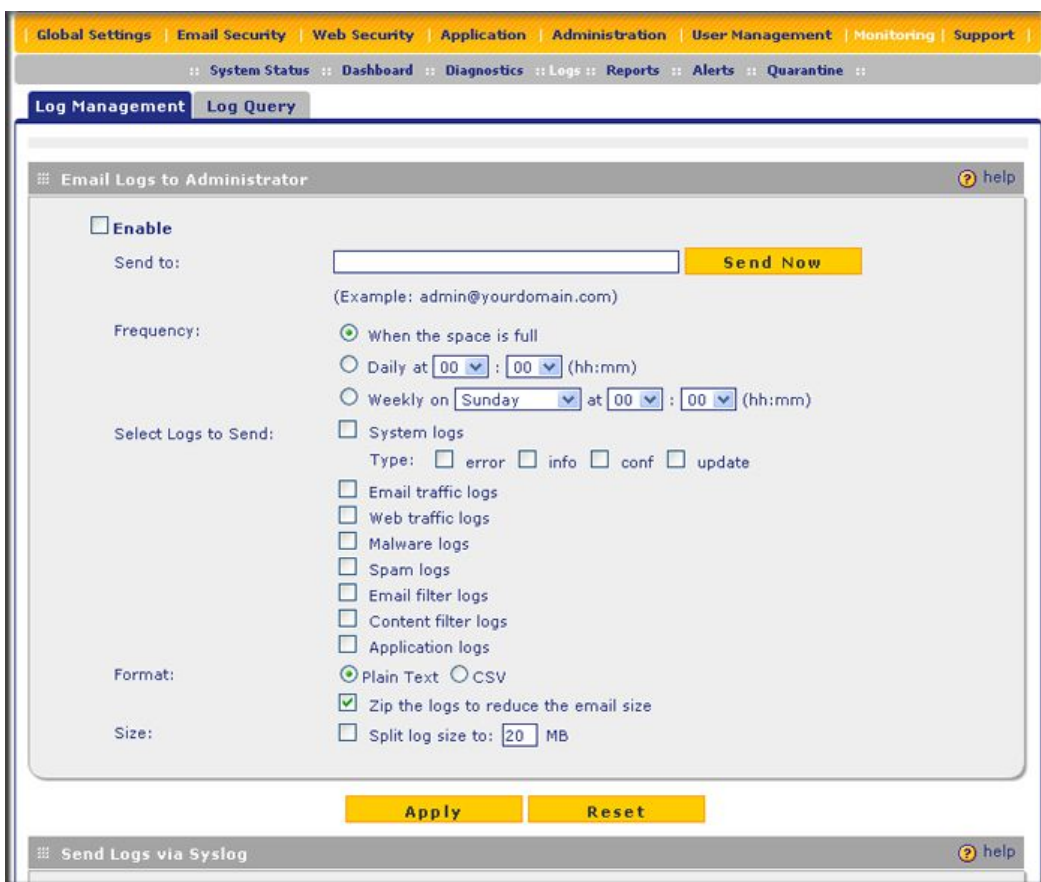 Global Settings | Email Security | Web Security | Application | Administration | User Management | Monitoring | Support |
:: System Status :: Dashboard :: Diagnostics :: Logs :: Reports :: Alerts :: Quarantine ::
Log Management Log Query
Email Logs to Administrator ? help
Enable
Send to: Send Now
(Example: admin@yourdomain.com)
Frequency: When the space is full
Daily at 00 : 00 (hh:mm)
Weekly on Sunday at 00 : 00 (hh:mm)
Select Logs to Send: System logs
Type: error info conf update
Email traffic logs
Web traffic logs
Malware logs
Spam logs
Email filter logs
Content filter logs
Application logs
Format: Plain Text CSV
Zip the logs to reduce the email size
Size: Split log size to: 20 MB
Apply Reset
Send Logs via Syslog ? help